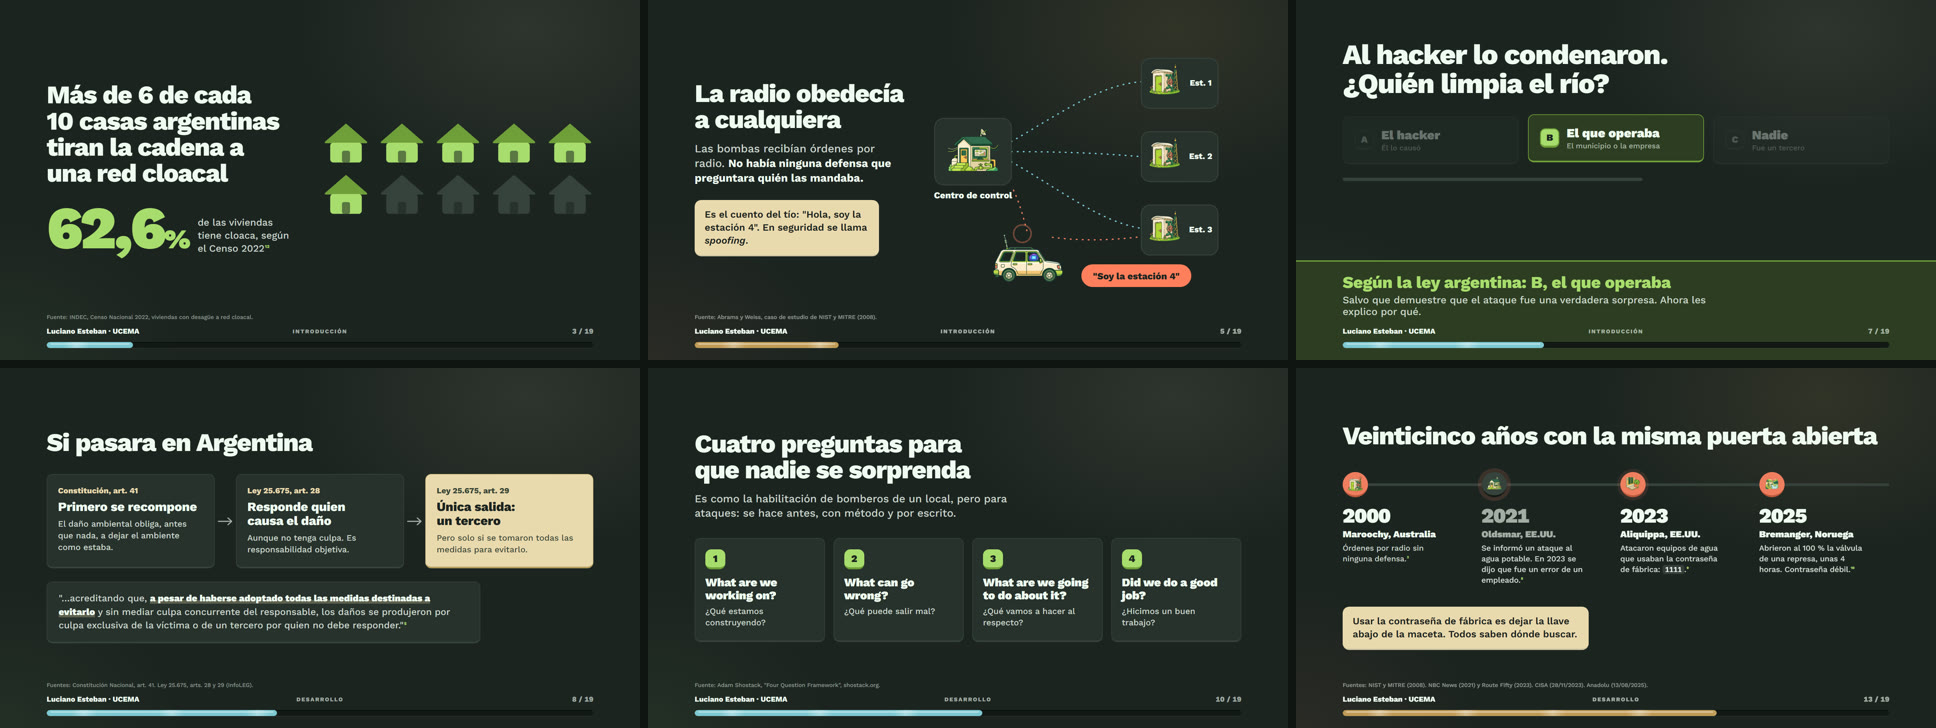 Más de 6 de cada
10 casas argentinas
tiran la cadena a
una red cloacal
62,6%
de las viviendas
tiene cloaca, según
el Censo 2022
Fuente: INDEC, Censo Nacional 2022, viviendas con desagüe a red cloacal.
Luciano Esteban · UCEMA
INTRODUCCIÓN
3 / 19
La radio obedecía
a cualquiera
Las bombas recibían órdenes por
radio. No había ninguna defensa que
preguntara quién las mandaba.
Es el cuento del tío: "Hola, soy la
estación 4". En seguridad se llama
spoofing.
Centro de control
Est. 1
Est. 2
Est. 3
"Soy la estación 4"
Fuente: Abrams y Weiss, caso de estudio de NIST y MITRE (2008).
Luciano Esteban · UCEMA
INTRODUCCIÓN
5 / 19
Al hacker lo condenaron.
¿Quién limpia el río?
A
El hacker
Él lo causó
B
El que operaba
El municipio o la empresa
C
Nadie
Fue un tercero
Según la ley argentina: B, el que operaba
Salvo que demuestre que el ataque fue una verdadera sorpresa. Ahora les
explico por qué.
Luciano Esteban · UCEMA
INTRODUCCIÓN
7 / 19
Si pasara en Argentina
Constitución, art. 41
Primero se recompone
El daño ambiental obliga, antes
que nada, a dejar el ambiente
como estaba.
Ley 25.675, art. 28
Responde quien
causa el daño
Aunque no tenga culpa. Es
responsabilidad objetiva.
Ley 25.675, art. 29
Única salida:
un tercero
Pero solo si se tomaron todas las
medidas para evitarlo.
"...acreditando que, a pesar de haberse adoptado todas las medidas destinadas a
evitarlo y sin mediar culpa concurrente del responsable, los daños se produjeron por
culpa exclusiva de la víctima o de un tercero por quien no debe responder."
Fuentes: Constitución Nacional, art. 41. Ley 25.675, arts. 28 y 29 (InfoLEG).
Luciano Esteban · UCEMA
DESARROLLO
8 / 19
Cuatro preguntas para
que nadie se sorprenda
Es como la habilitación de bomberos de un local, pero para
ataques: se hace antes, con método y por escrito.
1
What are we
working on?
¿Qué estamos
construyendo?
2
What can go
wrong?
¿Qué puede salir mal?
3
What are we going
to do about it?
¿Qué vamos a hacer al
respecto?
4
Did we do a good
job?
¿Hicimos un buen
trabajo?
Fuente: Adam Shostack, "Four Question Framework", shostack.org.
Luciano Esteban · UCEMA
DESARROLLO
10 / 19
Veinticinco años con la misma puerta abierta
2000
Maroochy, Australia
Órdenes por radio sin
ninguna defensa.
2021
Oldsmar, EE.UU.
Se informó un ataque al
agua potable. En 2023 se
dijo que fue un error de un
empleado.
2023
Aliquippa, EE.UU.
Atacaron equipos de agua
que usaban la contraseña
de fábrica: 1111.
2025
Bremanger, Noruega
Abrieron al 100 % la válvula
de una represa, unas 4
horas. Contraseña débil.
Usar la contraseña de fábrica es dejar la llave
abajo de la maceta. Todos saben dónde buscar.
Fuentes: NIST y MITRE (2008). NBC News (2021) y Route Fifty (2023). CISA (28/11/2023). Anadolu (13/08/2025).
Luciano Esteban · UCEMA
DESARROLLO
13 / 19